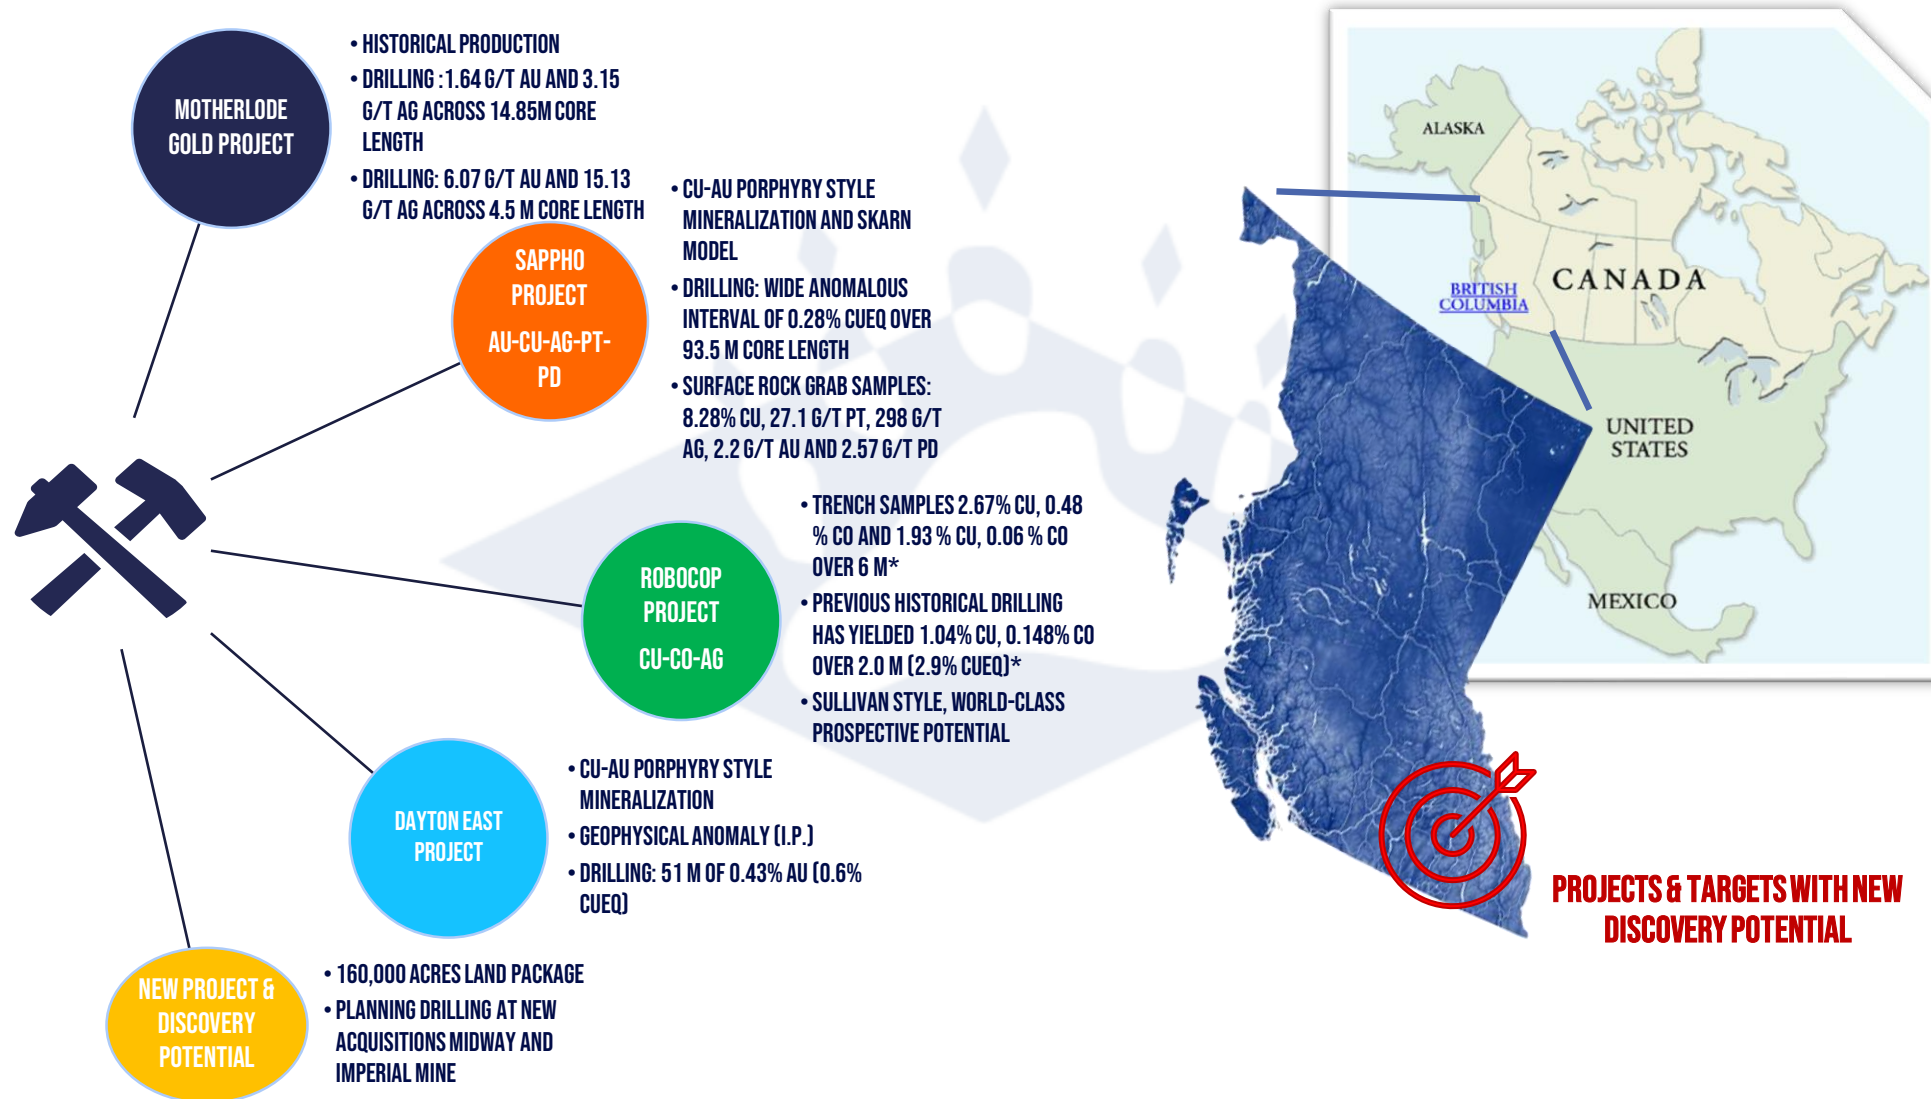 MOTHERLODE
GOLD PROJECT
• HISTORICAL PRODUCTION
• DRILLING :1.64 G/T AU AND 3.15
G/T AG ACROSS 14.85M CORE
LENGTH
• DRILLING: 6.07 G/T AU AND 15.13
G/T AG ACROSS 4.5 M CORE LENGTH
SAPPHO
PROJECT
AU-CU-AG-PT-
PD
• CU-AU PORPHYRY STYLE
MINERALIZATION AND SKARN
MODEL
• DRILLING: WIDE ANOMALOUS
INTERVAL OF 0.28% CUEQ OVER
93.5 M CORE LENGTH
• SURFACE ROCK GRAB SAMPLES:
8.28% CU, 27.1 G/T PT, 298 G/T
AG, 2.2 G/T AU AND 2.57 G/T PD
ROBOCOP
PROJECT
CU-CO-AG
• TRENCH SAMPLES 2.67% CU, 0.48
% CO AND 1.93 % CU, 0.06 % CO
OVER 6 M*
• PREVIOUS HISTORICAL DRILLING
HAS YIELDED 1.04% CU, 0.148% CO
OVER 2.0 M (2.9% CUEQ)*
• SULLIVAN STYLE, WORLD-CLASS
PROSPECTIVE POTENTIAL
DAYTON EAST
PROJECT
• CU-AU PORPHYRY STYLE
MINERALIZATION
• GEOPHYSICAL ANOMALY (I.P.)
• DRILLING: 51 M OF 0.43% AU (0.6%
CUEQ)
NEW PROJECT &
DISCOVERY
POTENTIAL
• 160,000 ACRES LAND PACKAGE
• PLANNING DRILLING AT NEW
ACQUISITIONS MIDWAY AND
IMPERIAL MINE
ALASKA
CANADA
BRITISH
COLUMBIA
UNITED
STATES
MEXICO
PROJECTS & TARGETS WITH NEW
DISCOVERY POTENTIAL